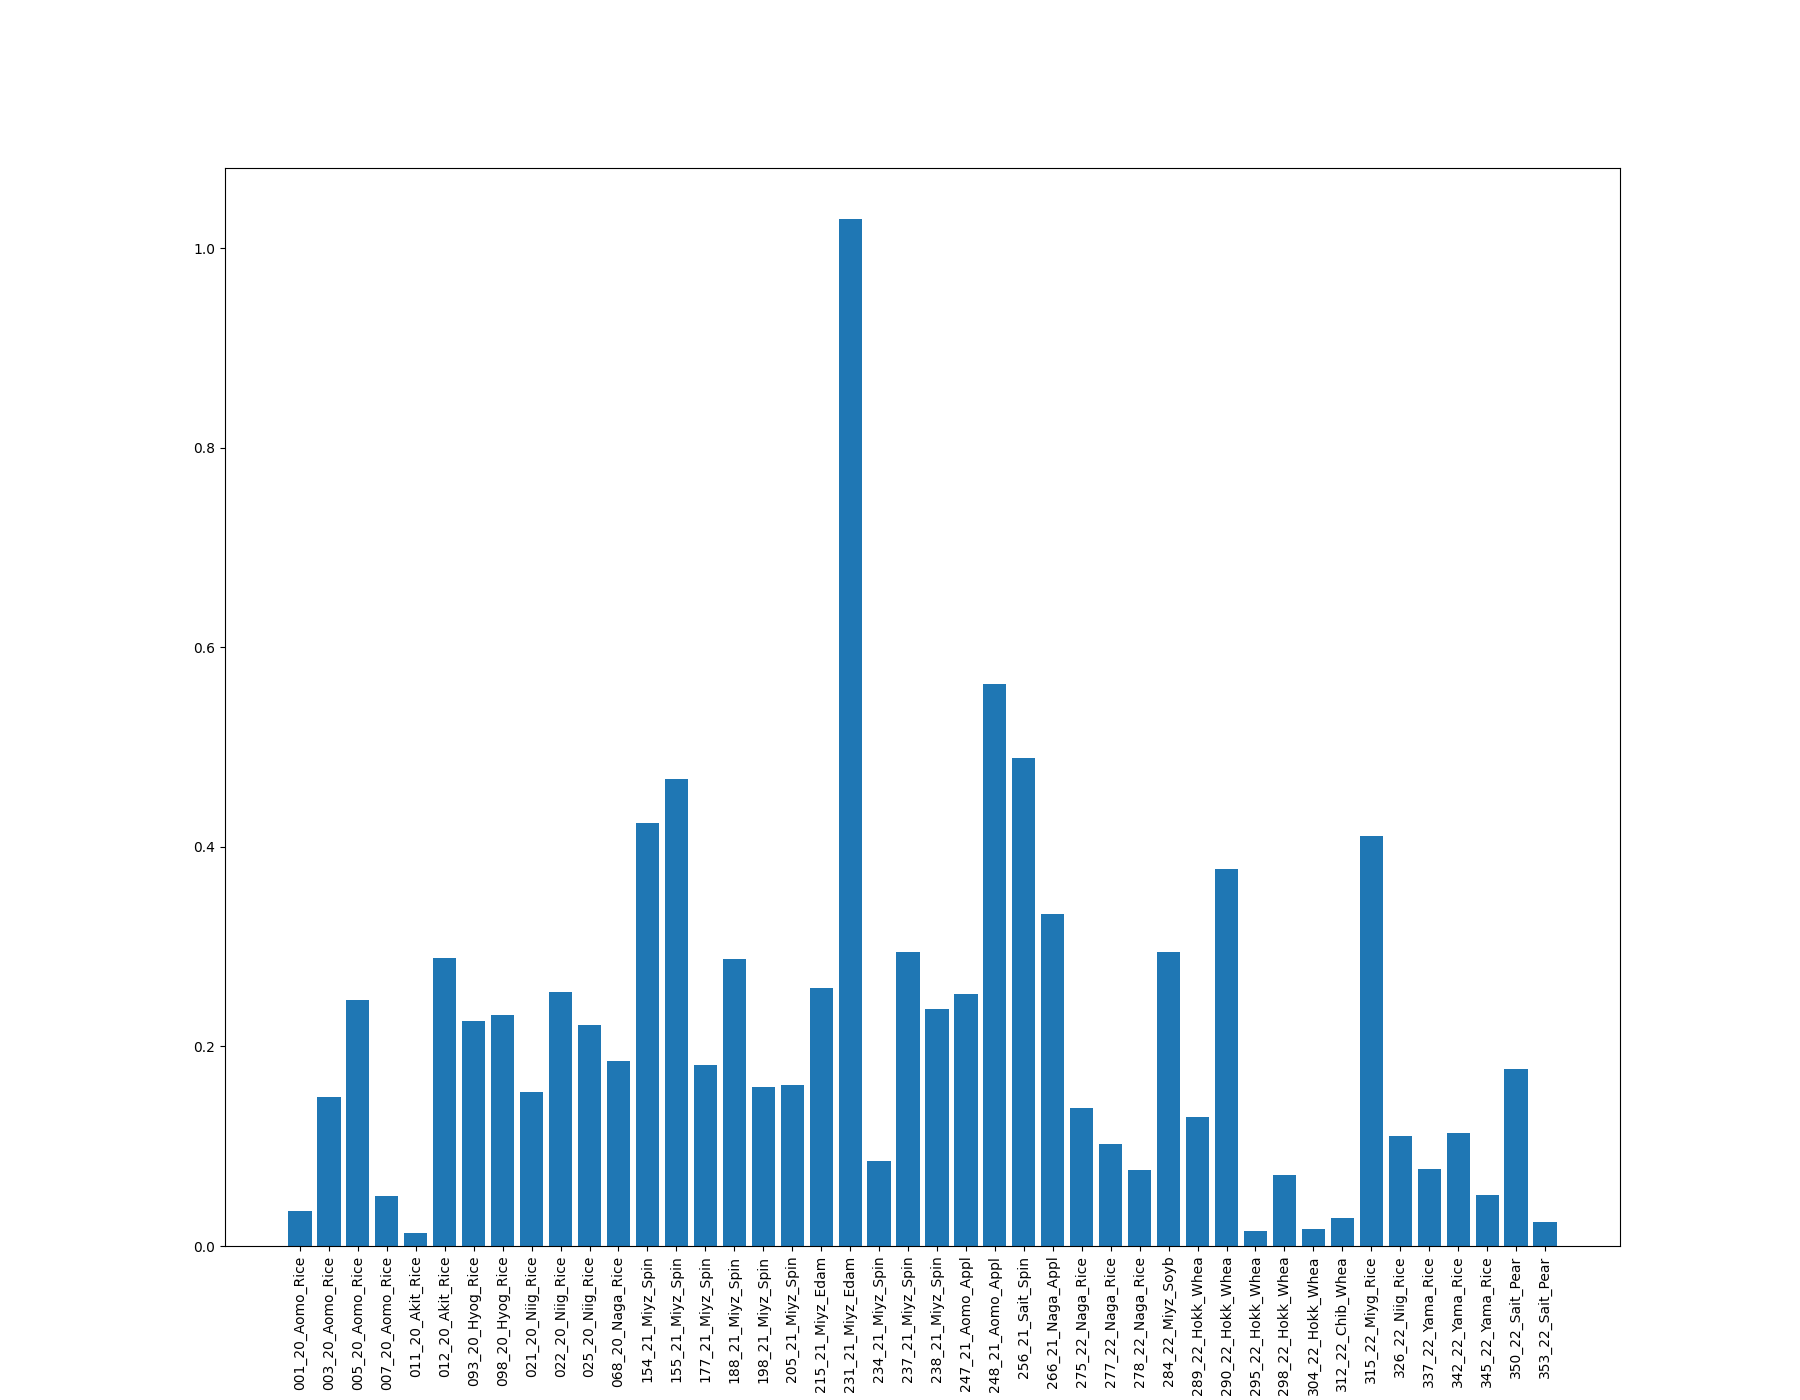 1.0
0.8
0.6
0.4
0.2
0.0
001_20_Aomo_Rice
003_20_Aomo_Rice
005_20_Aomo_Rice
007_20_Aomo_Rice
011_20_Akit_Rice
012_20_Akit_Rice
093_20_Hyog_Rice
098_20_Hyog_Rice
021_20_Niig_Rice
022_20_Niig_Rice
025_20_Niig_Rice
068_20_Naga_Rice
154_21_Miyz_Spin
155_21_Miyz_Spin
177_21_Miyz_Spin
188_21_Miyz_Spin
198_21_Miyz_Spin
205_21_Miyz_Spin
215_21_Miyz_Edam
231_21_Miyz_Edam
234_21_Miyz_Spin
237_21_Miyz_Spin
238_21_Miyz_Spin
247_21_Aomo_Appl
248_21_Aomo_Appl
256_21_Sait_Spin
266_21_Naga_Appl
275_22_Naga_Rice
277_22_Naga_Rice
278_22_Naga_Rice
284_22_Miyz_Soyb
289_22_Hokk_Whea
290_22_Hokk_Whea
295_22_Hokk_Whea
298_22_Hokk_Whea
304_22_Hokk_Whea
312_22_Chib_Whea
315_22_Miyg_Rice
326_22_Niig_Rice
337_22_Yama_Rice
342_22_Yama_Rice
345_22_Yama_Rice
350_22_Sait_Pear
353_22_Sait_Pear